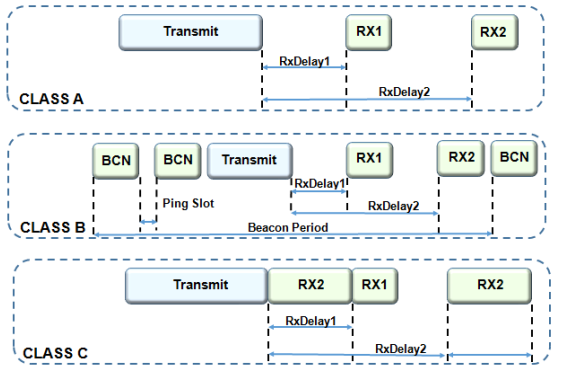 Transmit RX1 RX2
RxDelay1
RxDelay2
CLASS A
BCN BCN Transmit RX1 RX2 BCN
RxDelay1
Ping Slot RxDelay2
CLASS B Beacon Period
Transmit RX2 RX1 RX2
RxDelay1
CLASS C RxDelay2